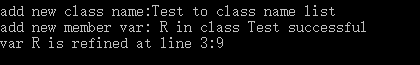 add new class name:Test to class name list
add new member var: R in class Test successful
var R is refined at line 3:9